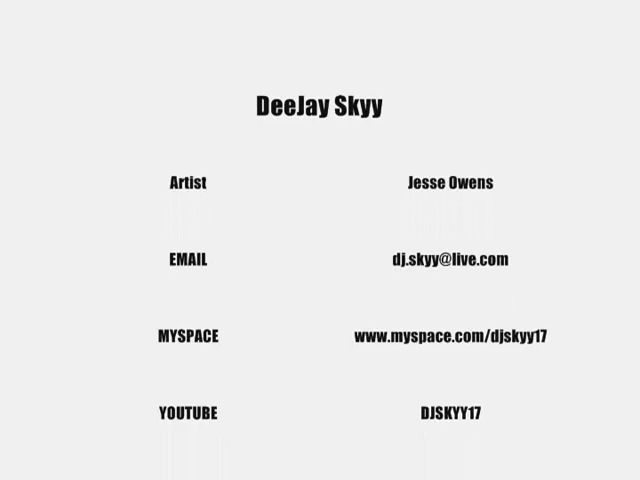 DeeJay Skyy
Artist Jesse Owens
EMAIL dj.skyy@live.com
MYSPACE www.myspace.com/djskyy17
YOUTUBE DJSKYY17